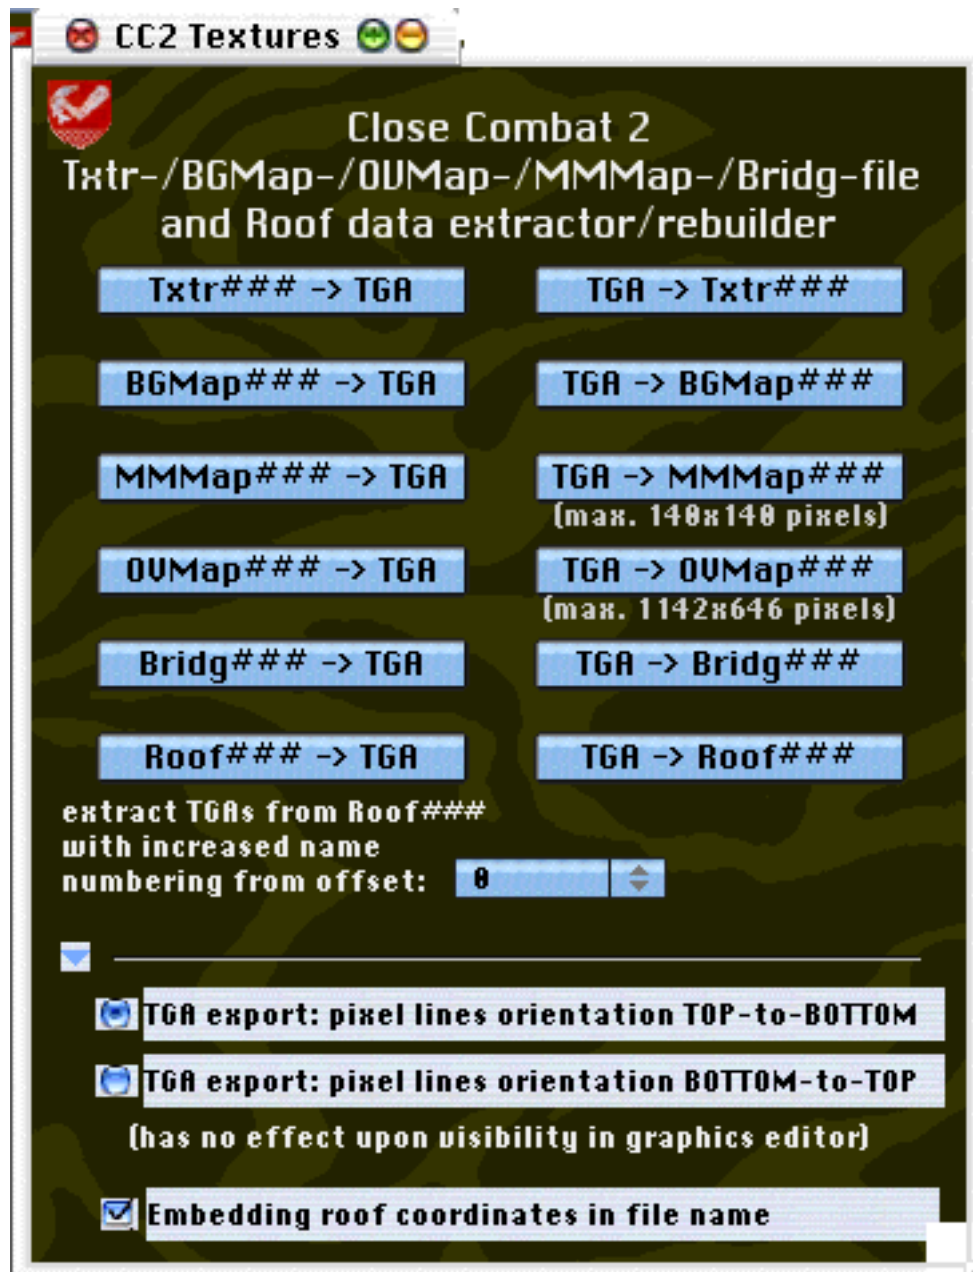 CC2 Textures
Close Combat 2
Txtr-/BGMap-/OVMap-/MMMap-/Bridg-file
and Roof data extractor/rebuilder
Txtr### -> TGA
TGA -> Txtr###
BGMap### -> TGA
TGA -> BGMap###
MMMap### -> TGA
TGA -> MMMap###
(max. 140x140 pixels)
OVMap### -> TGA
TGA -> OVMap###
(max. 1142x646 pixels)
Bridg### -> TGA
TGA -> Bridg###
Roof### -> TGA
TGA -> Roof###
extract TGAs from Roof###
with increased name
numbering from offset:
0
TGA export: pixel lines orientation TOP-to-BOTTOM
TGA export: pixel lines orientation BOTTOM-to-TOP
(has no effect upon visibility in graphics editor)
Embedding roof coordinates in file name